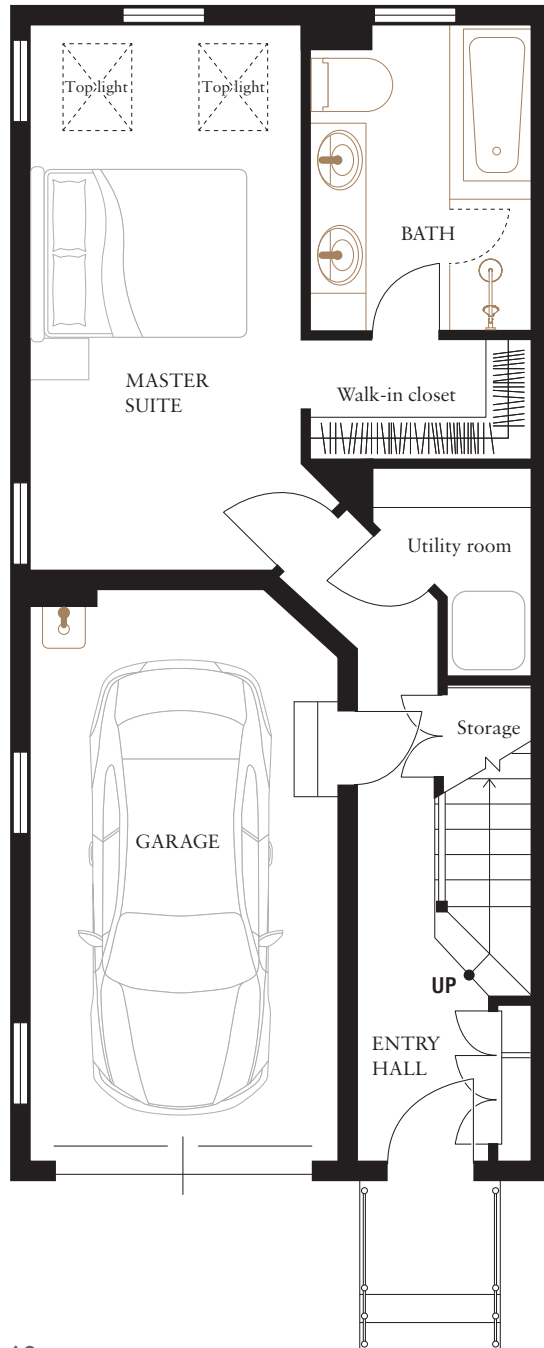 Top light
Top light
BATH
MASTER
SUITE
Walk-in closet
Utility room
Storage
GARAGE
UP
ENTRY
HALL